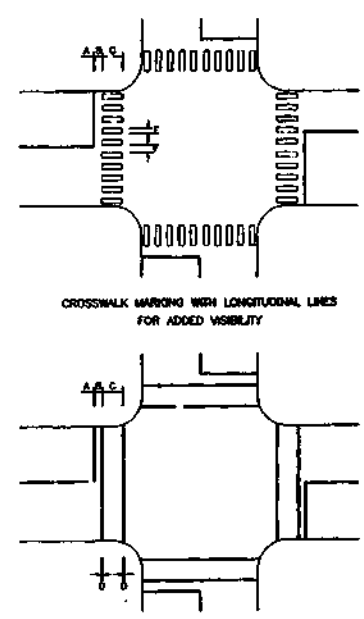 A B C
E
F
CROSSWALK MARKING WITH LONGITUDINAL LINES
FOR ADDED VISIBILITY
A B C
D D